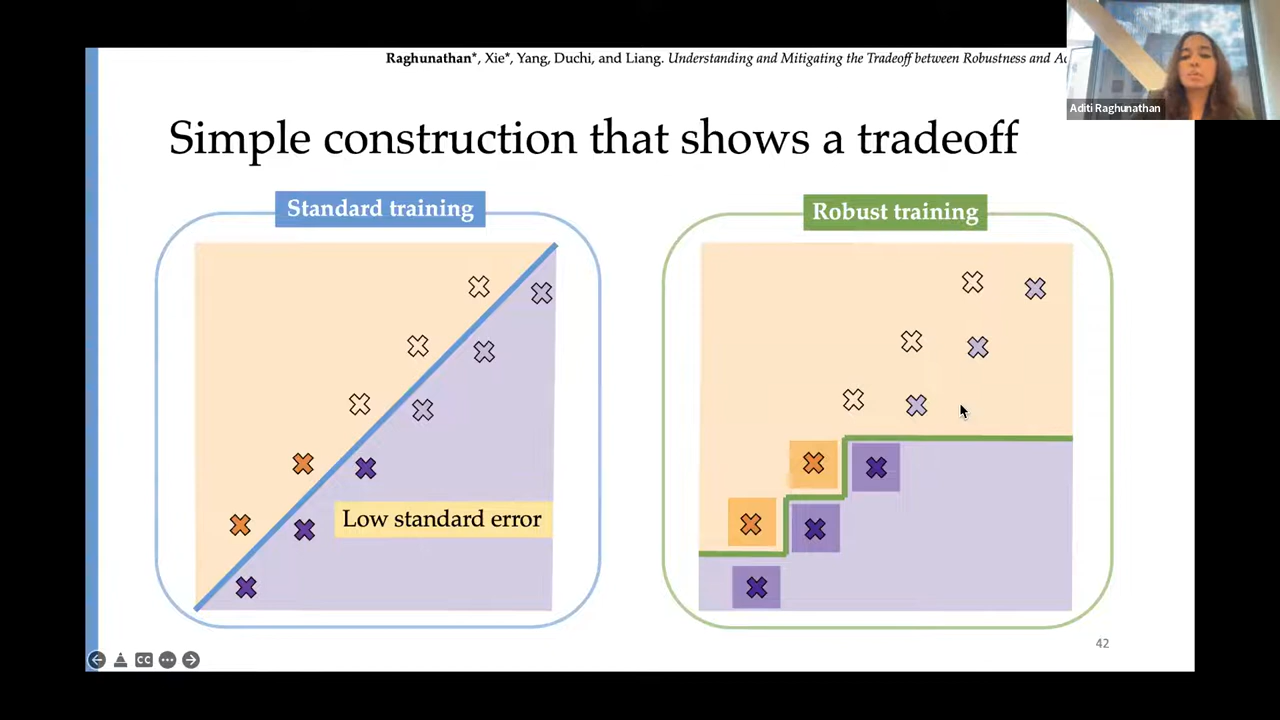 Raghunathan*, Xie*, Yang, Duchi, and Liang. Understanding and Mitigating the Tradeoff between Robustness and
Aditi Raghunathan
Simple construction that shows a tradeoff
Standard training
Robust training
Low standard error
42
CC